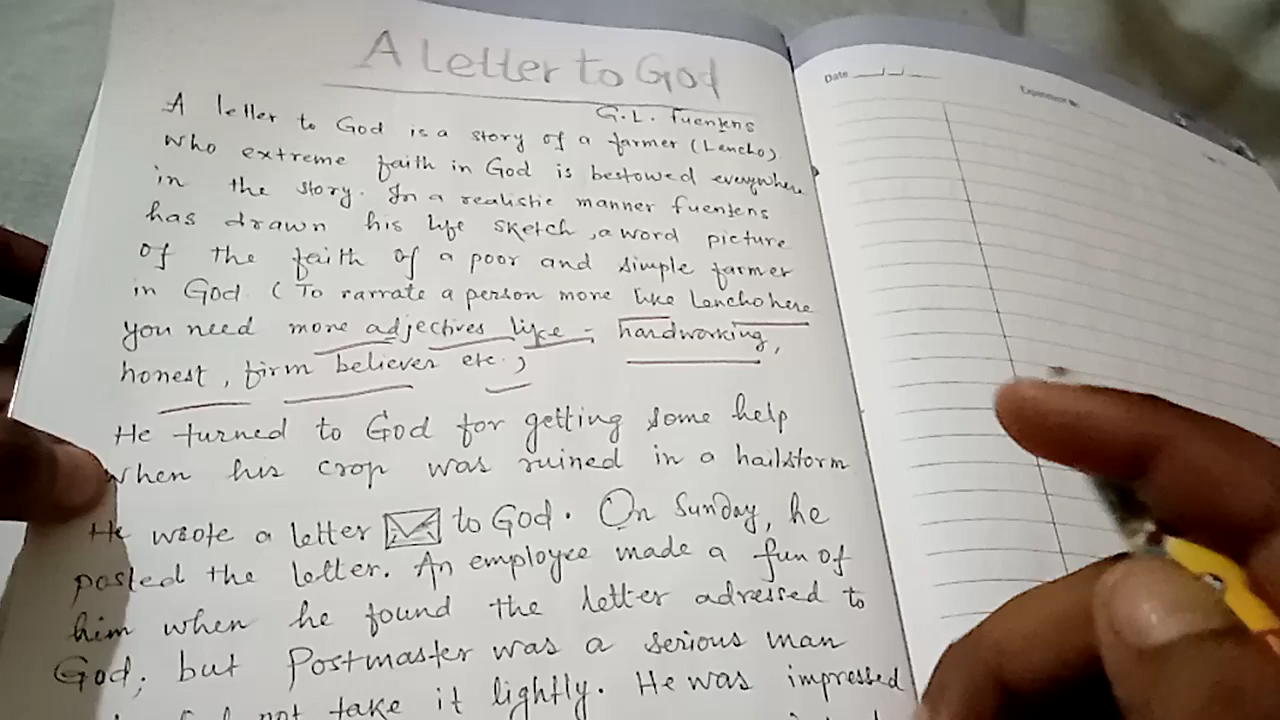 A Letter to God
G.L. Fuentens
A letter to God is a story of a farmer (Lencho)
who extreme faith in God is bestowed everywhere
in the story. In a realistic manner fuentens
has drawn his life sketch, a word picture
of the faith of a poor and simple farmer
in God (To narrate a person more like Lencho here
you need more adjectives like - hardworking,
honest, firm believer etc.)
He turned to God for getting some help
when his crop was ruined in a hailstorm
He wrote a letter to God. On Sunday, he
posted the letter. An employee made a fun of
him when he found the letter adressed to
God; but Postmaster was a serious man
not take it lightly. He was impressed
Date